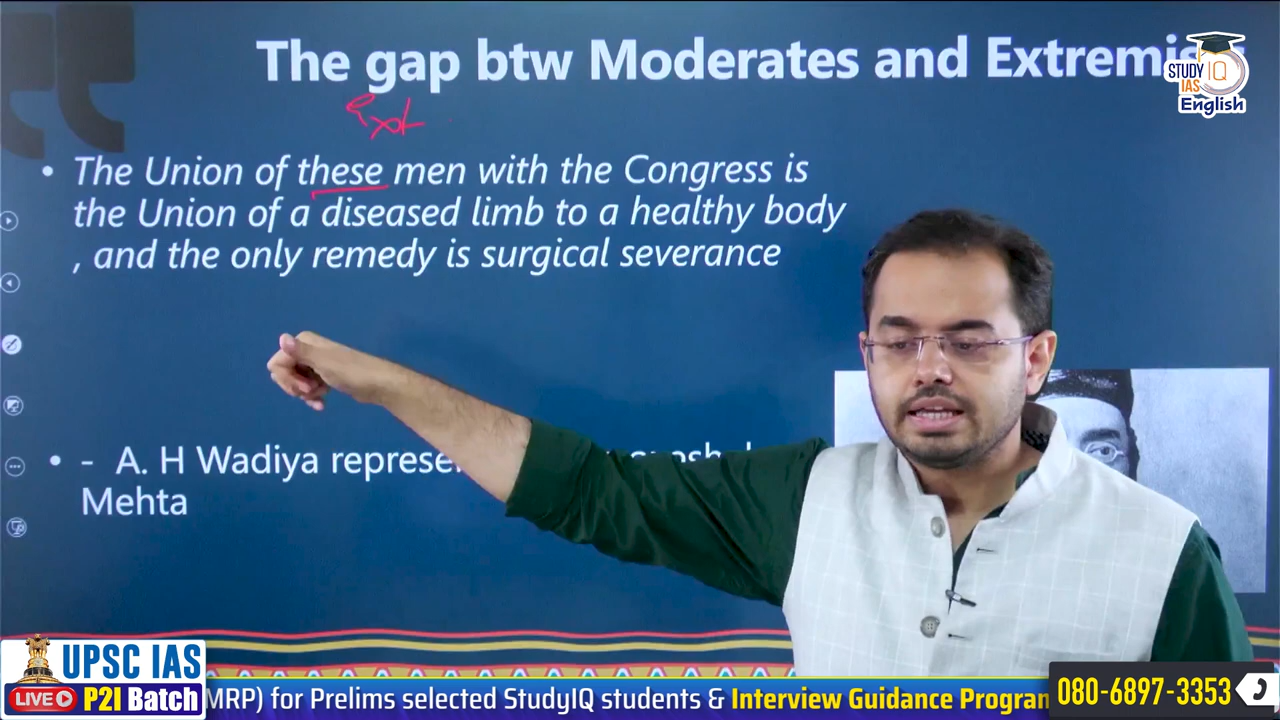 The gap btw Moderates and Extremis
STUDY IQ
IAS
English
Ext
• The Union of these men with the Congress is
the Union of a diseased limb to a healthy body
, and the only remedy is surgical severance
• - A. H Wadiya
Mehta
UPSC IAS
LIVE P2I Batch
MRP) for Prelims selected StudyIQ students & Interview Guidance Program
080-6897-3353